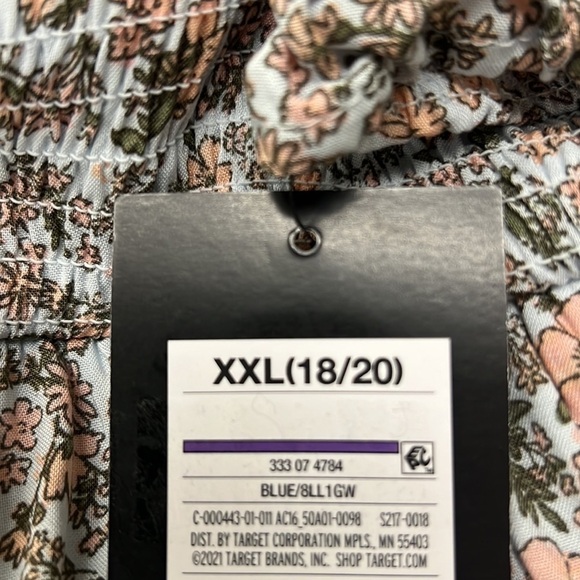 XXL(18/20)
333 07 4784
BLUE/8LL1GW
C-000443-01-011 AC16_50A01-0098 S217-0018
DIST. BY TARGET CORPORATION MPLS., MN 55403
©2021 TARGET BRANDS, INC. SHOP TARGET.COM